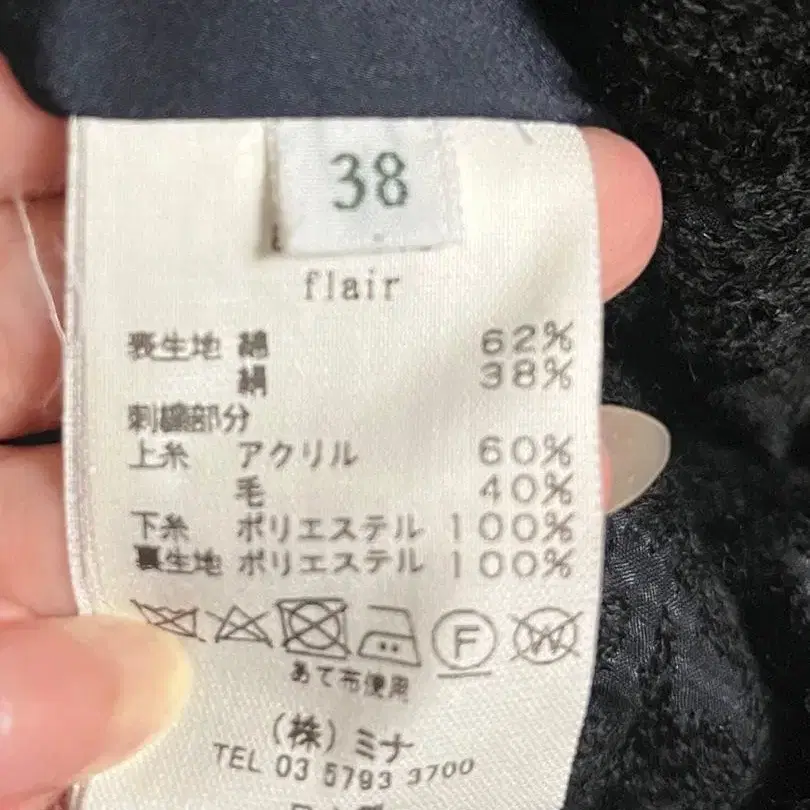 38
flair
表生地 綿 62%
絹 38%
刺繍部分
上糸 アクリル 60%
毛 40%
下糸 ポリエステル 100%
裏生地 ポリエステル 100%
F W
あて布使用
(株)ミナ
TEL 03 5793 3700